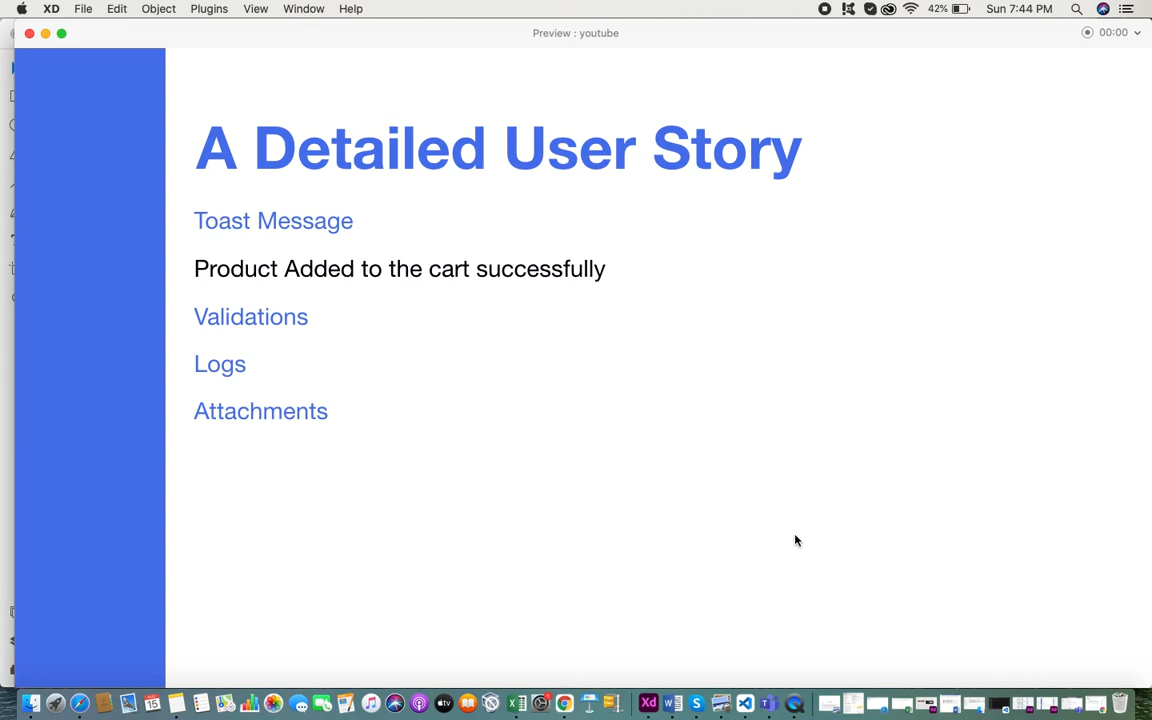 XD File Edit Object Plugins View Window Help 42% Sun 7:44 PM
Preview : youtube 00:00
A Detailed User Story
Toast Message
Product Added to the cart successfully
Validations
Logs
Attachments